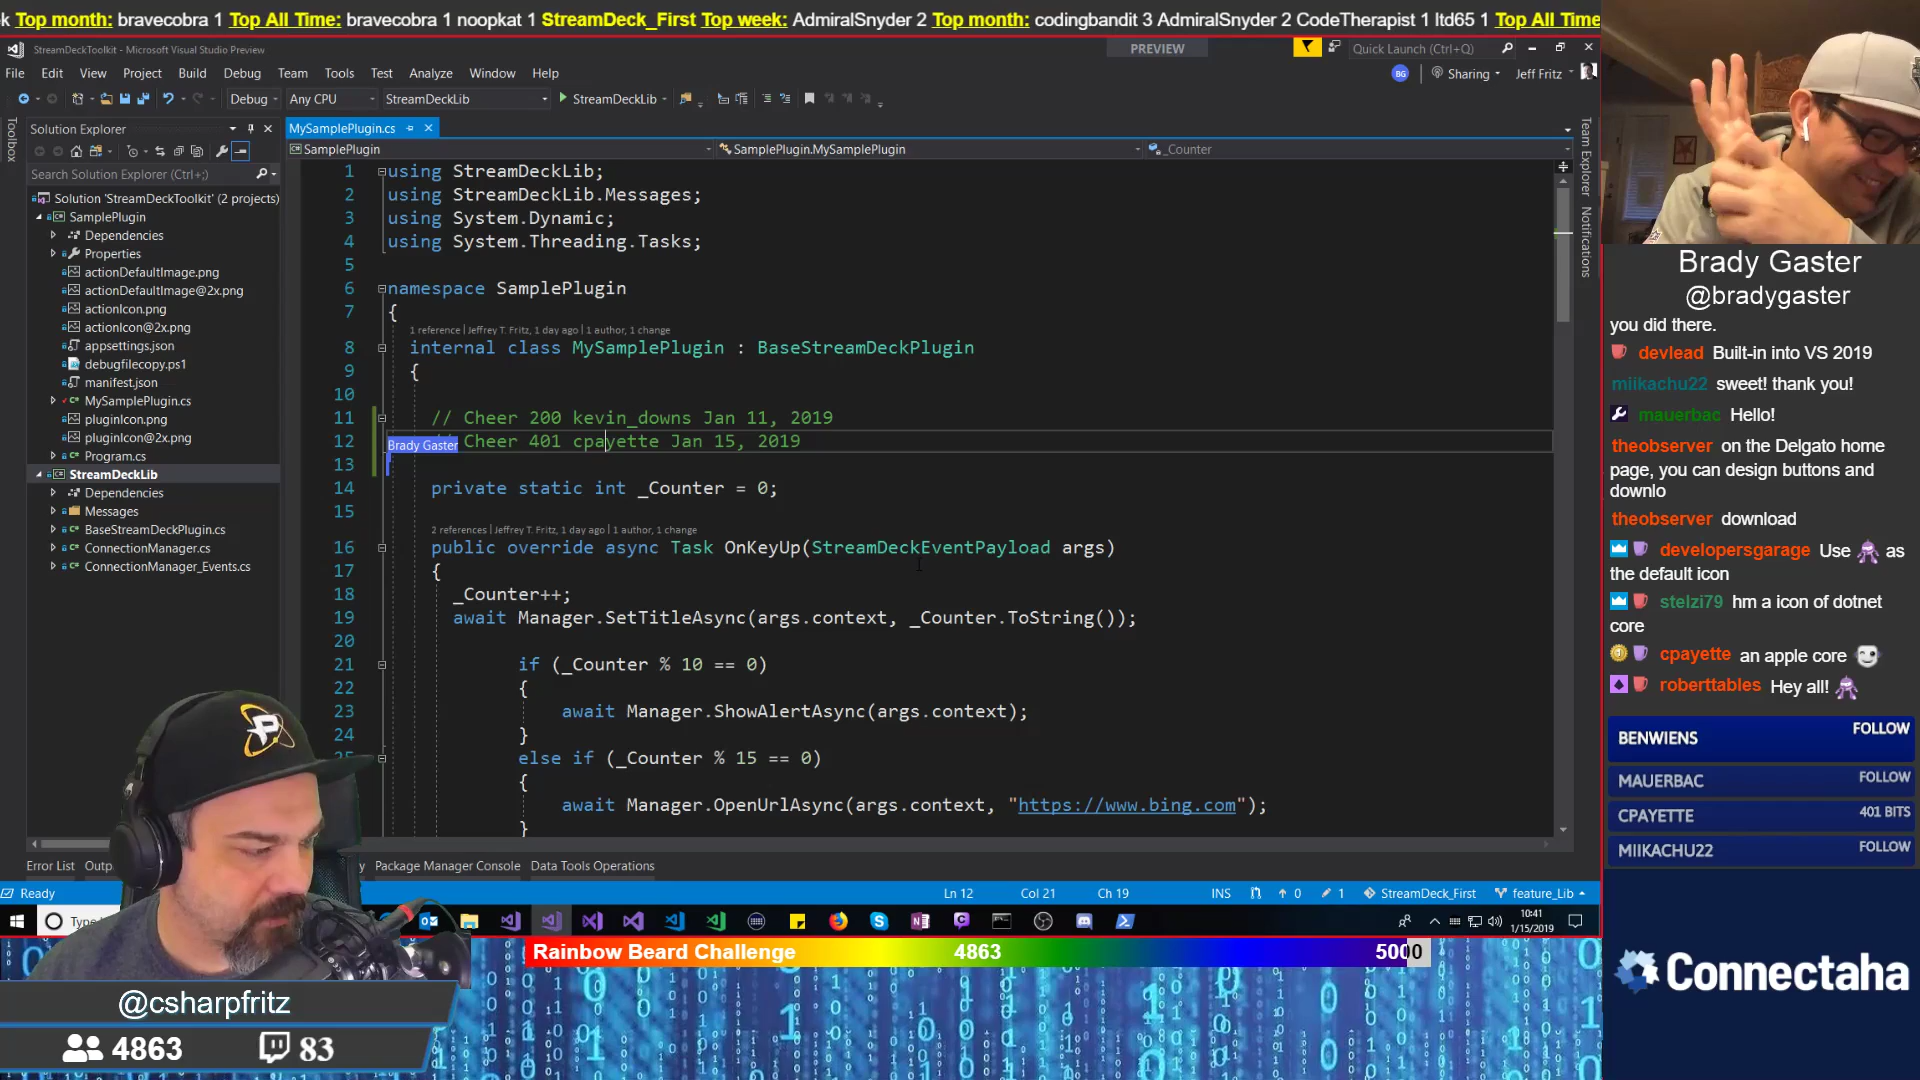 Top month: bravecobra 1 Top All Time: bravecobra 1 noopkat 1 StreamDeck_First Top week: AdmiralSnyder 2 Top month: codingbandit 3 AdmiralSnyder 2 CodeTherapist 1 ltd65 1 Top All Time
StreamDeckToolkit - Microsoft Visual Studio Preview
PREVIEW
Quick Launch (Ctrl+Q)
File Edit View Project Build Debug Team Tools Test Analyze Window Help
BG Sharing Jeff Fritz
Debug Any CPU StreamDeckLib StreamDeckLib
Toolbox
Solution Explorer
Search Solution Explorer (Ctrl+;)
Solution 'StreamDeckToolkit' (2 projects)
SamplePlugin
Dependencies
Properties
actionDefaultImage.png
actionDefaultImage@2x.png
actionIcon.png
actionIcon@2x.png
appsettings.json
debugfilecopy.ps1
manifest.json
MySamplePlugin.cs
pluginIcon.png
pluginIcon@2x.png
Program.cs
StreamDeckLib
Dependencies
Messages
BaseStreamDeckPlugin.cs
ConnectionManager.cs
ConnectionManager_Events.cs
MySamplePlugin.cs
SamplePlugin SamplePlugin.MySamplePlugin _Counter
1 using StreamDeckLib;
2 using StreamDeckLib.Messages;
3 using System.Dynamic;
4 using System.Threading.Tasks;
5
6 namespace SamplePlugin
7 {
1 reference | Jeffrey T. Fritz, 1 day ago | 1 author, 1 change
8 internal class MySamplePlugin : BaseStreamDeckPlugin
9 {
10
11 // Cheer 200 kevin_downs Jan 11, 2019
12 Brady Gaster Cheer 401 cpayette Jan 15, 2019
13
14 private static int _Counter = 0;
15
2 references | Jeffrey T. Fritz, 1 day ago | 1 author, 1 change
16 public override async Task OnKeyUp(StreamDeckEventPayload args)
17 {
18 _Counter++;
19 await Manager.SetTitleAsync(args.context, _Counter.ToString());
20
21 if (_Counter % 10 == 0)
22 {
23 await Manager.ShowAlertAsync(args.context);
24 }
else if (_Counter % 15 == 0)
{
await Manager.OpenUrlAsync(args.context, "https://www.bing.com");
}
Team Explorer
Notifications
Error List Outp Package Manager Console Data Tools Operations
Ready Ln 12 Col 21 Ch 19 INS 0 1 StreamDeck_First feature_Lib
10:41
1/15/2019
Brady Gaster
@bradygaster
you did there.
devlead Built-in into VS 2019
miikachu22 sweet! thank you!
mauerbac Hello!
theobserver on the Delgato home
page, you can design buttons and
downlo
theobserver download
developersgarage Use as
the default icon
stelzi79 hm a icon of dotnet
core
cpayette an apple core
roberttables Hey all!
BENWIENS FOLLOW
MAUERBAC FOLLOW
CPAYETTE 401 BITS
MIIKACHU22 FOLLOW
Rainbow Beard Challenge 4863 5000
@csharpfritz
4863 83
Connectaha